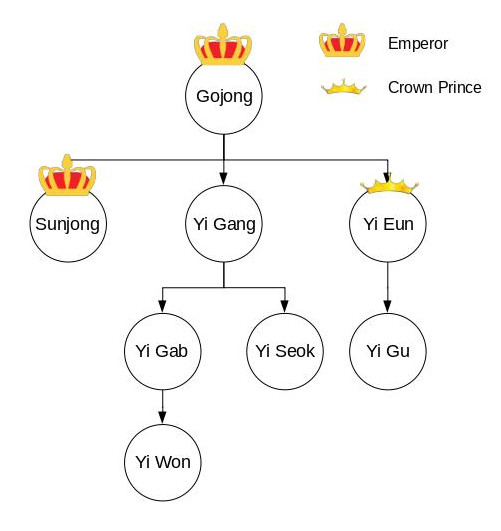 Emperor
Crown Prince
Gojong
Sunjong
Yi Gang
Yi Eun
Yi Gab
Yi Seok
Yi Gu
Yi Won